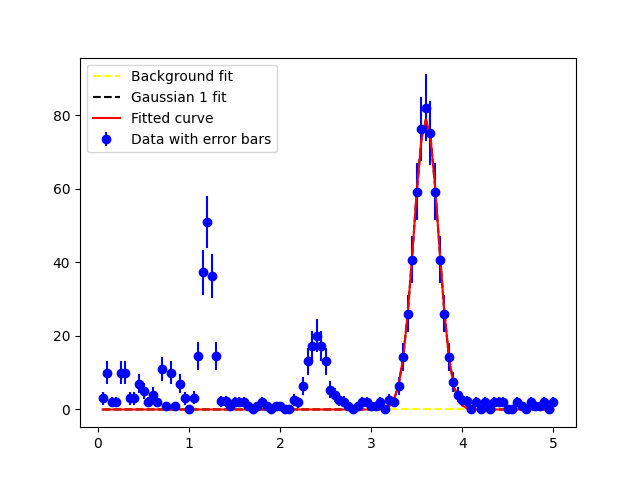 Background fit
Gaussian 1 fit
Fitted curve
Data with error bars
80
60
40
20
0
0 1 2 3 4 5